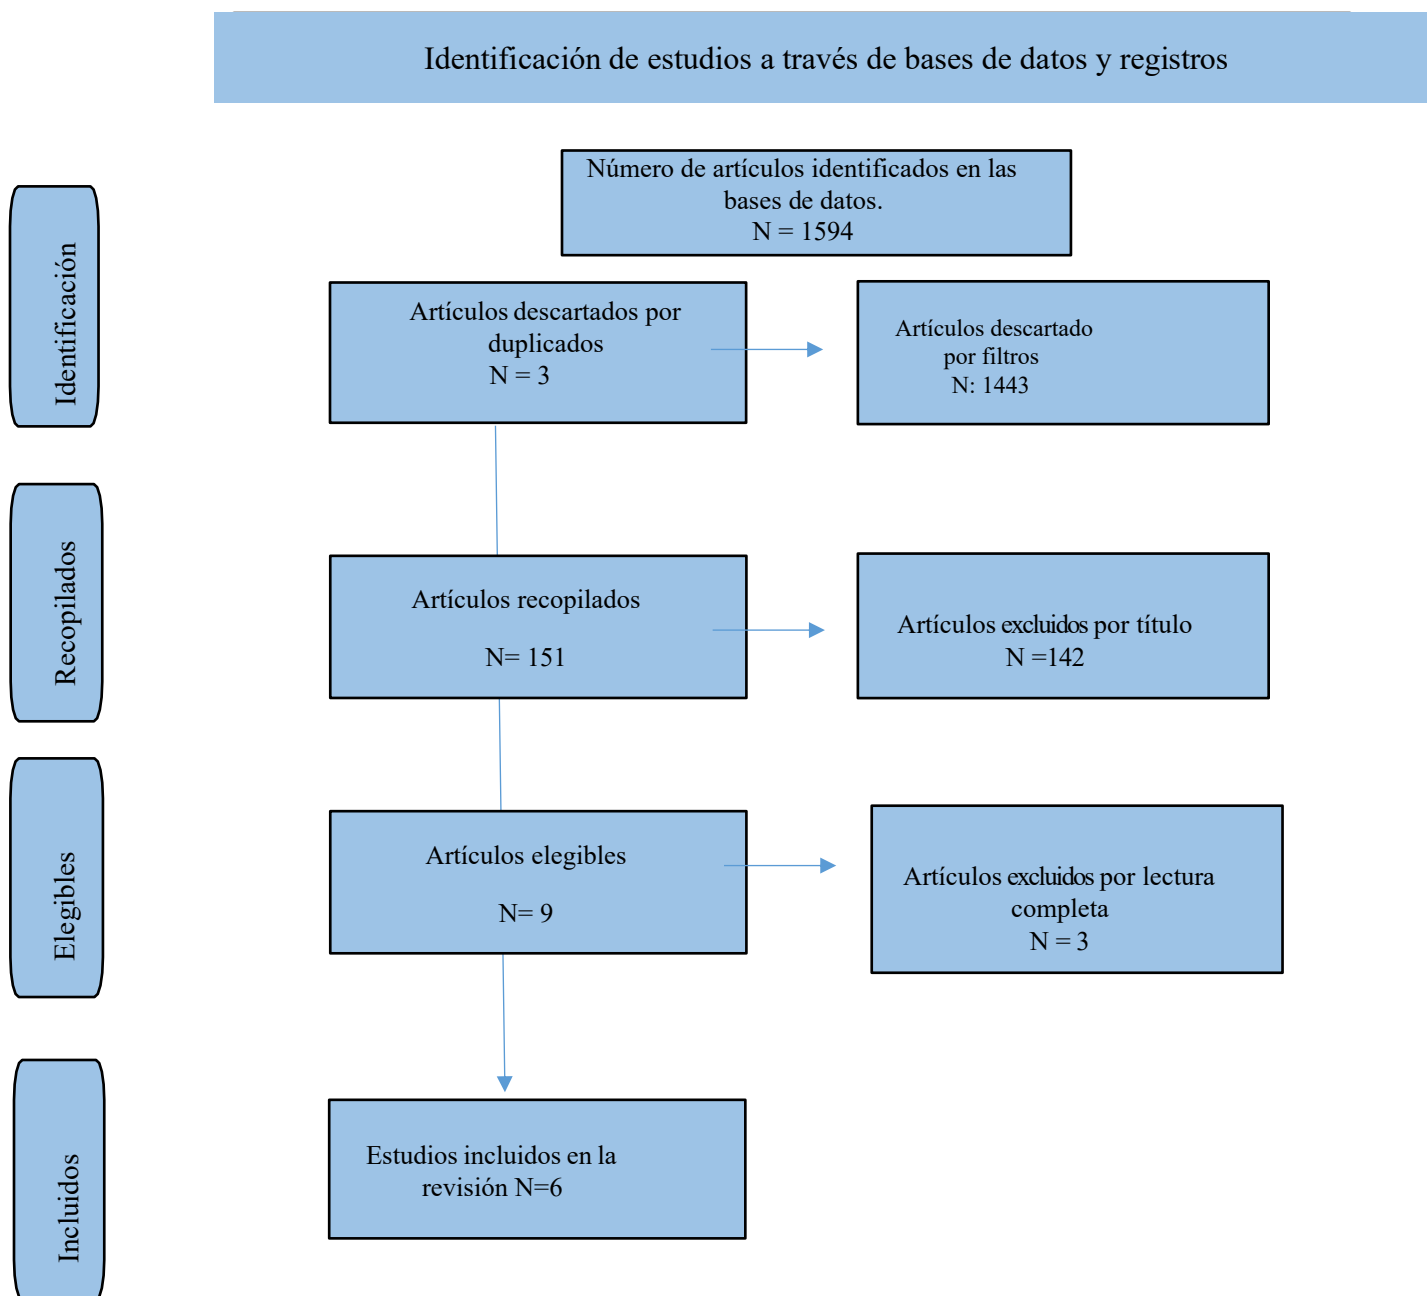 Identificación de estudios a través de bases de datos y registros
Número de artículos identificados en las
bases de datos.
N = 1594
Identificación
Artículos descartados por
duplicados
N = 3
Artículos descartado
por filtros
N: 1443
Recopilados
Artículos recopilados
N= 151
Artículos excluidos por título
N =142
Elegibles
Artículos elegibles
N= 9
Artículos excluidos por lectura
completa
N = 3
Incluidos
Estudios incluidos en la
revisión N=6